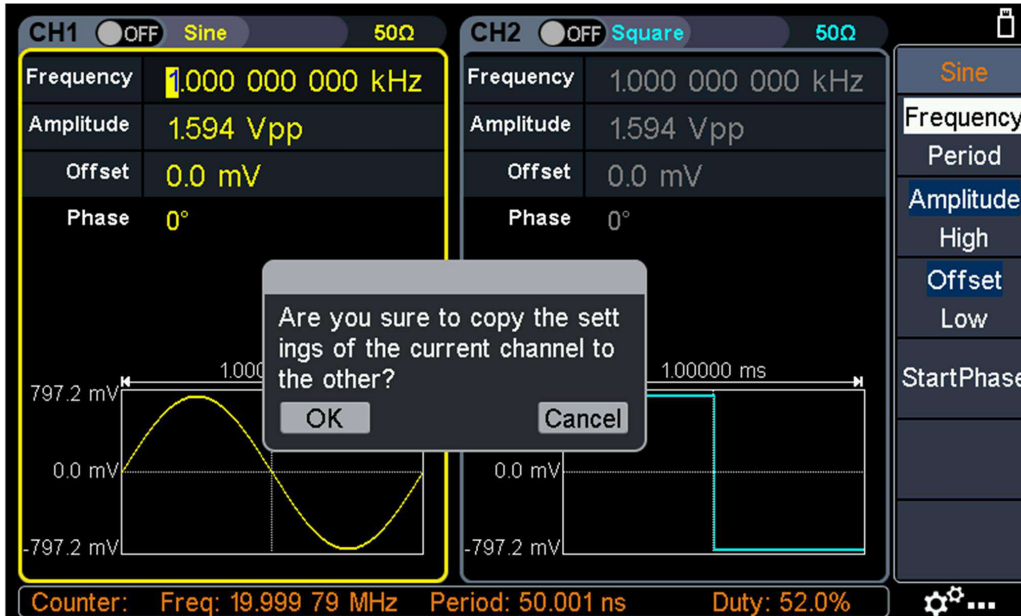 CH1 OFF Sine 50Ω
Frequency 1.000 000 000 kHz
Amplitude 1.594 Vpp
Offset 0.0 mV
Phase 0°
1.000
797.2 mV
0.0 mV
-797.2 mV
CH2 OFF Square 50Ω
Frequency 1.000 000 000 kHz
Amplitude 1.594 Vpp
Offset 0.0 mV
Phase 0°
1.00000 ms
0.0 mV
-797.2 mV
Are you sure to copy the sett
ings of the current channel to
the other?
OK Cancel
Sine
Frequency
Period
Amplitude
High
Offset
Low
StartPhase
Counter: Freq: 19.999 79 MHz Period: 50.001 ns Duty: 52.0%